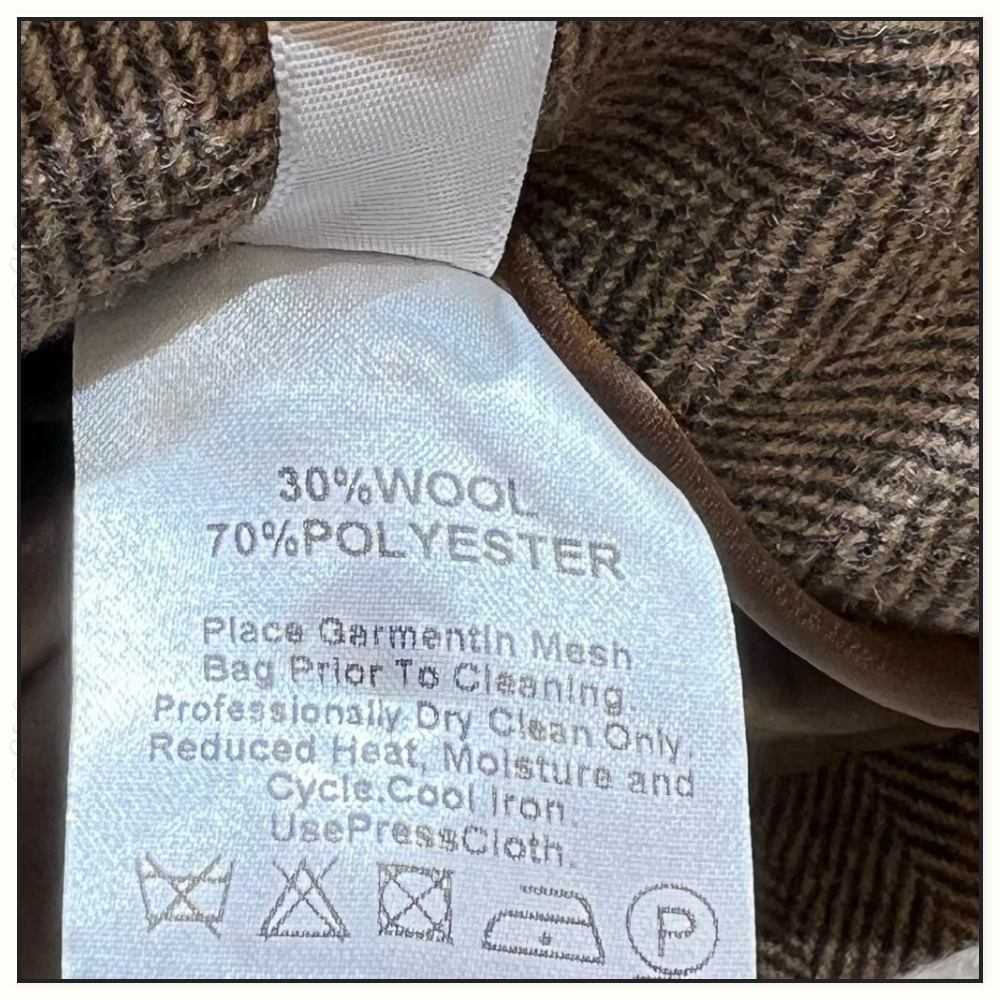 30%WOOL
70%POLYESTER
Place GarmentIn Mesh
Bag Prior To Cleaning.
Professionally Dry Clean Only.
Reduced Heat, Moisture and
Cycle.Cool Iron.
UsePressCloth.
P